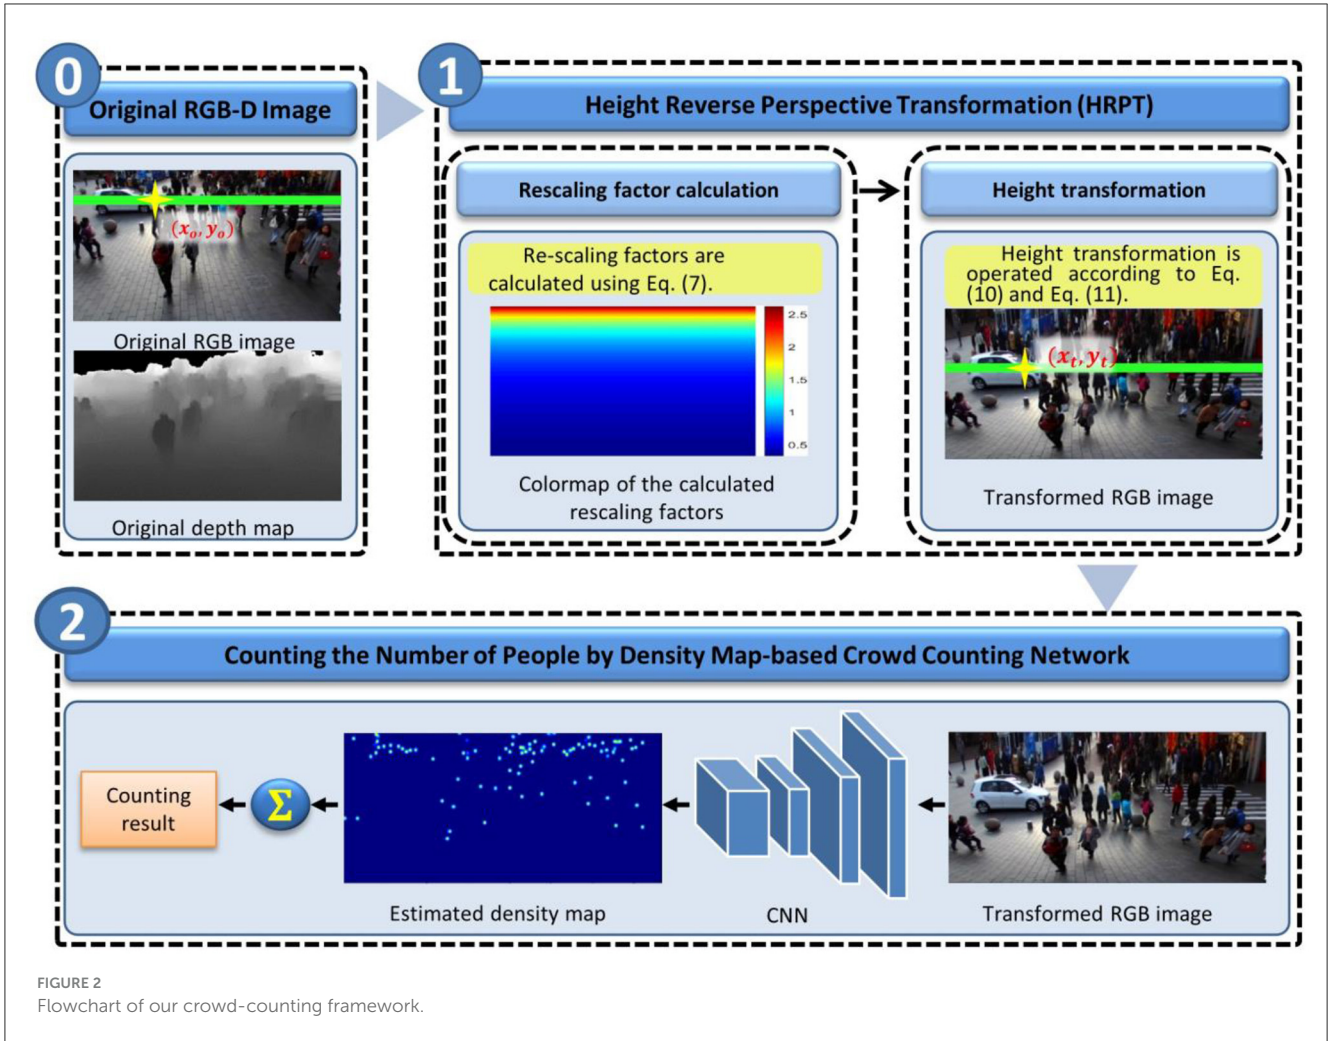 0
Original RGB-D Image
(xₒ, yₒ)
Original RGB image
Original depth map
1
Height Reverse Perspective Transformation (HRPT)
Rescaling factor calculation
Re-scaling factors are
calculated using Eq. (7).
2.5
2
1.5
1
0.5
Colormap of the calculated
rescaling factors
Height transformation
Height transformation is
operated according to Eq.
(10) and Eq. (11).
(xₜ, yₜ)
Transformed RGB image
2
Counting the Number of People by Density Map-based Crowd Counting Network
Counting
result
Σ
Estimated density map
CNN
Transformed RGB image
FIGURE 2
Flowchart of our crowd-counting framework.